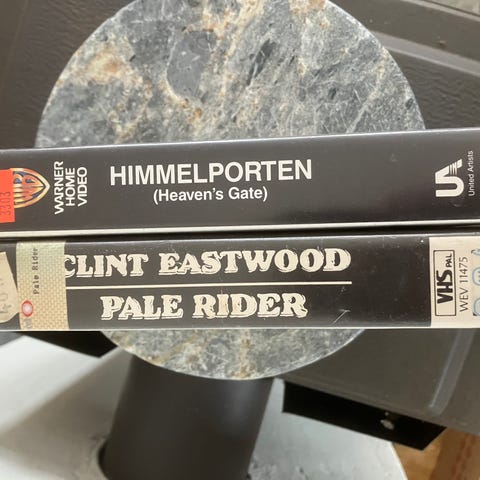 3303
WARNER
HOME
VIDEO
HIMMELPORTEN
(Heaven's Gate)
UA
United Artists
Pale Rider
CLINT EASTWOOD
PALE RIDER
VHS PAL
WEV 11475